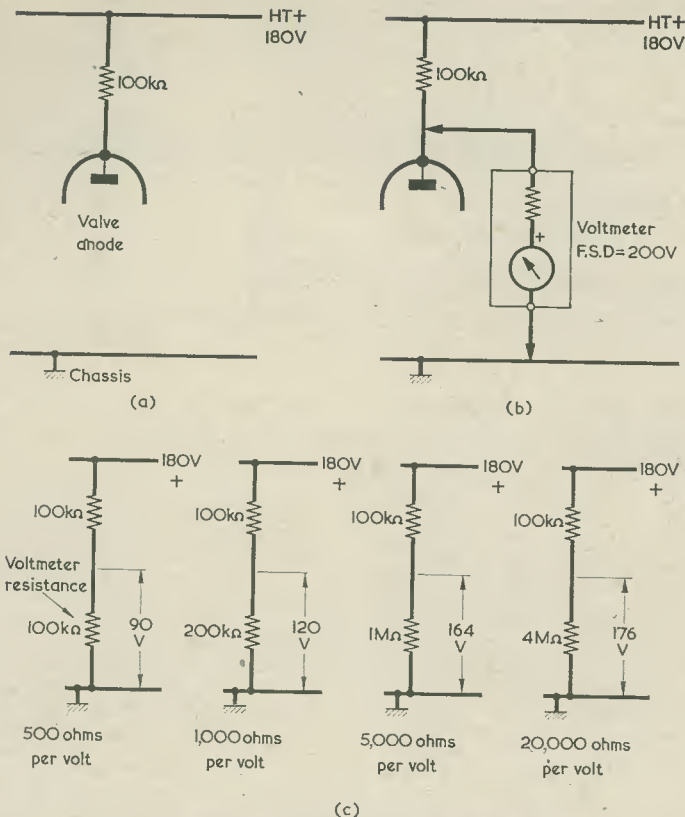 HT+
180V
100kΩ
Valve
anode
Chassis
(a)
HT+
180V
100kΩ
+
Voltmeter
F.S.D=200V
(b)
180V
+
100kΩ
Voltmeter
resistance
100kΩ
90
V
500 ohms
per volt
180V
+
100kΩ
200kΩ
120
V
1,000 ohms
per volt
180V
+
100kΩ
1MΩ
164
V
5,000 ohms
per volt
180V
+
100kΩ
4MΩ
176
V
20,000 ohms
per volt
(c)